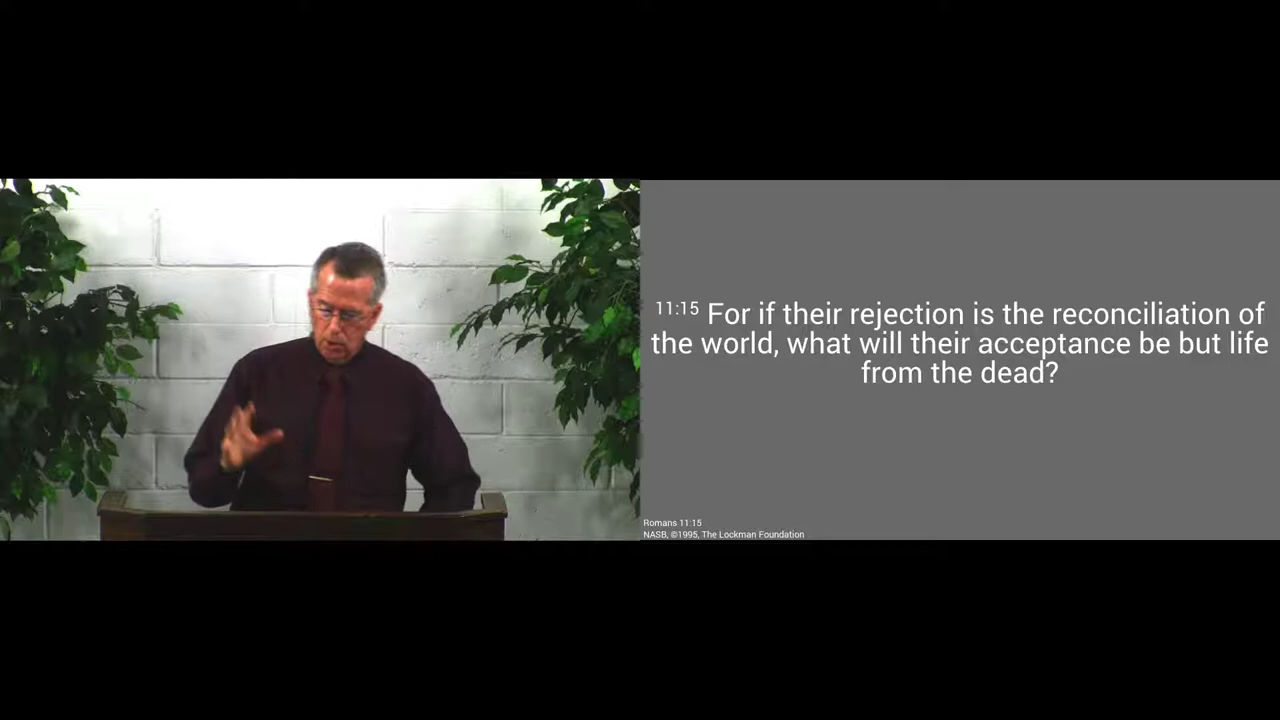 11:15 For if their rejection is the reconciliation of
the world, what will their acceptance be but life
from the dead?
Romans 11:15
NASB, ©1995, The Lockman Foundation